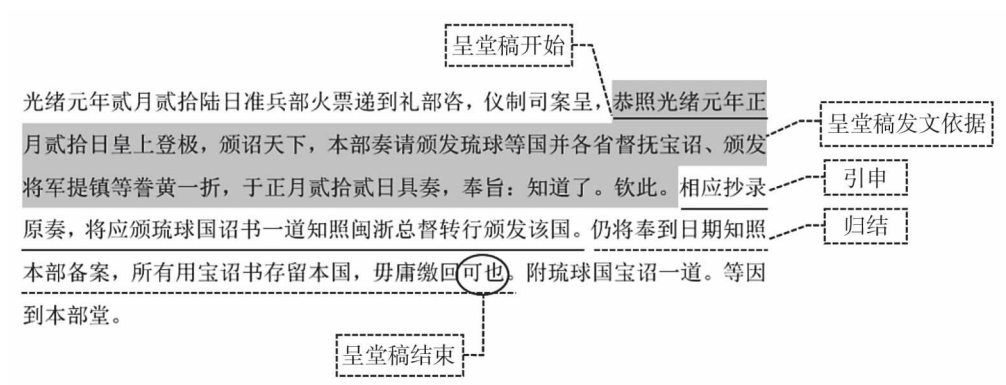 呈堂稿开始
光绪元年贰月贰拾陆日准兵部火票递到礼部咨，仪制司案呈，恭照光绪元年正
月贰拾日皇上登极，颁诏天下，本部奏请颁发琉球等国并各省督抚宝诏、颁发
将军提镇等誊黄一折，于正月贰拾贰日具奏，奉旨：知道了。钦此。相应抄录
原奏，将应颁琉球国诏书一道知照闽浙总督转行颁发该国。仍将奉到日期知照
本部备案，所有用宝诏书存留本国，毋庸缴回可也。附琉球国宝诏一道。等因
到本部堂。
呈堂稿发文依据
引申
归结
呈堂稿结束